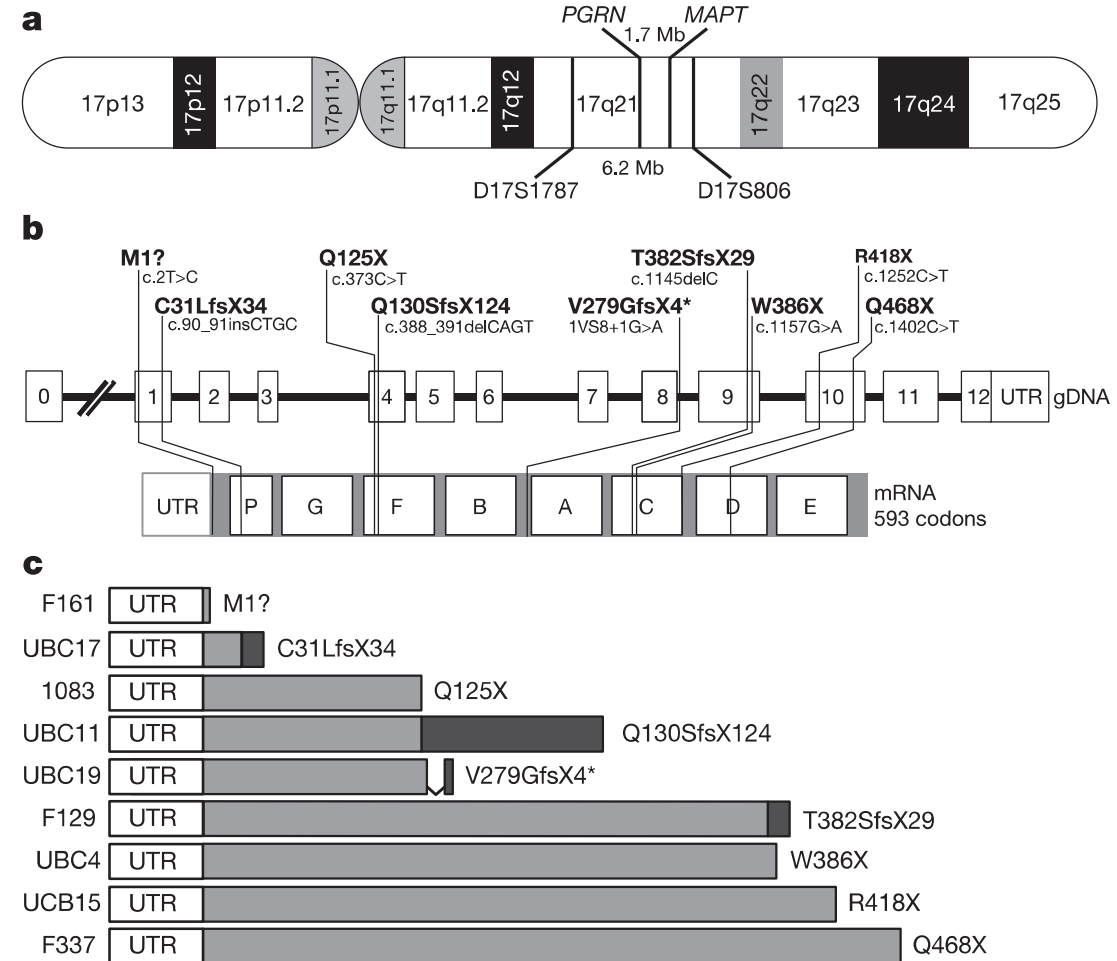 a
PGRN MAPT
1.7 Mb
17p13 17p12 17p11.2 17p11.1 17q11.1 17q11.2 17q12 17q21 17q22 17q23 17q24 17q25
6.2 Mb
D17S1787 D17S806
b
M1? Q125X T382SfsX29 R418X
c.2T>C c.373C>T c.1145delC c.1252C>T
C31LfsX34 Q130SfsX124 V279GfsX4* W386X Q468X
c.90_91insCTGC c.388_391delCAGT 1VS8+1G>A c.1157G>A c.1402C>T
0 1 2 3 4 5 6 7 8 9 10 11 12 UTR gDNA
UTR P G F B A C D E mRNA
593 codons
c
F161 UTR M1?
UBC17 UTR C31LfsX34
1083 UTR Q125X
UBC11 UTR Q130SfsX124
UBC19 UTR V279GfsX4*
F129 UTR T382SfsX29
UBC4 UTR W386X
UCB15 UTR R418X
F337 UTR Q468X